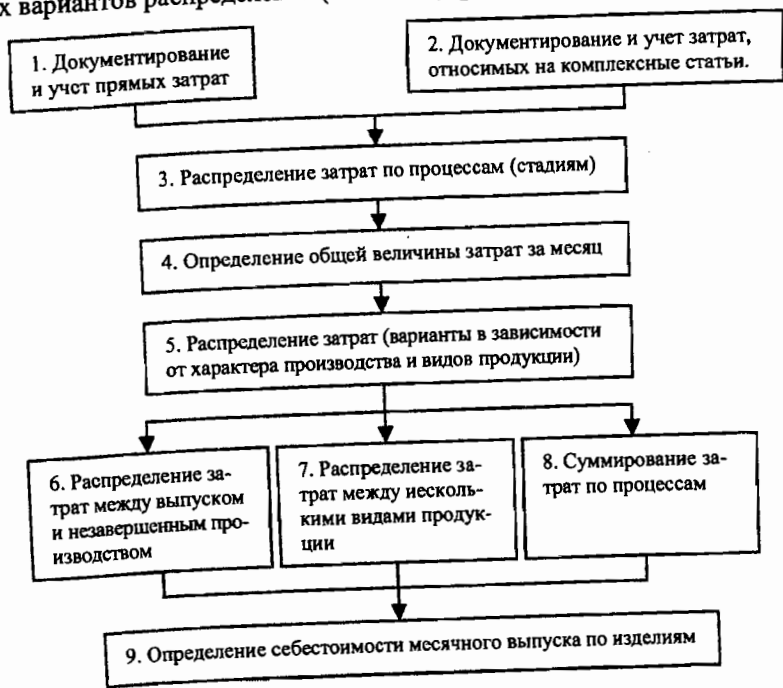 х вариантов
1. Документирование
и учет прямых затрат
2. Документирование и учет затрат,
относимых на комплексные статьи.
3. Распределение затрат по процессам (стадиям)
4. Определение общей величины затрат за месяц
5. Распределение затрат (варианты в зависимости
от характера производства и видов продукции)
6. Распределение за-
трат между выпуском
и незавершенным про-
изводством
7. Распределение за-
трат между несколь-
кими видами продук-
ции
8. Суммирование за-
трат по процессам
9. Определение себестоимости месячного выпуска по изделиям